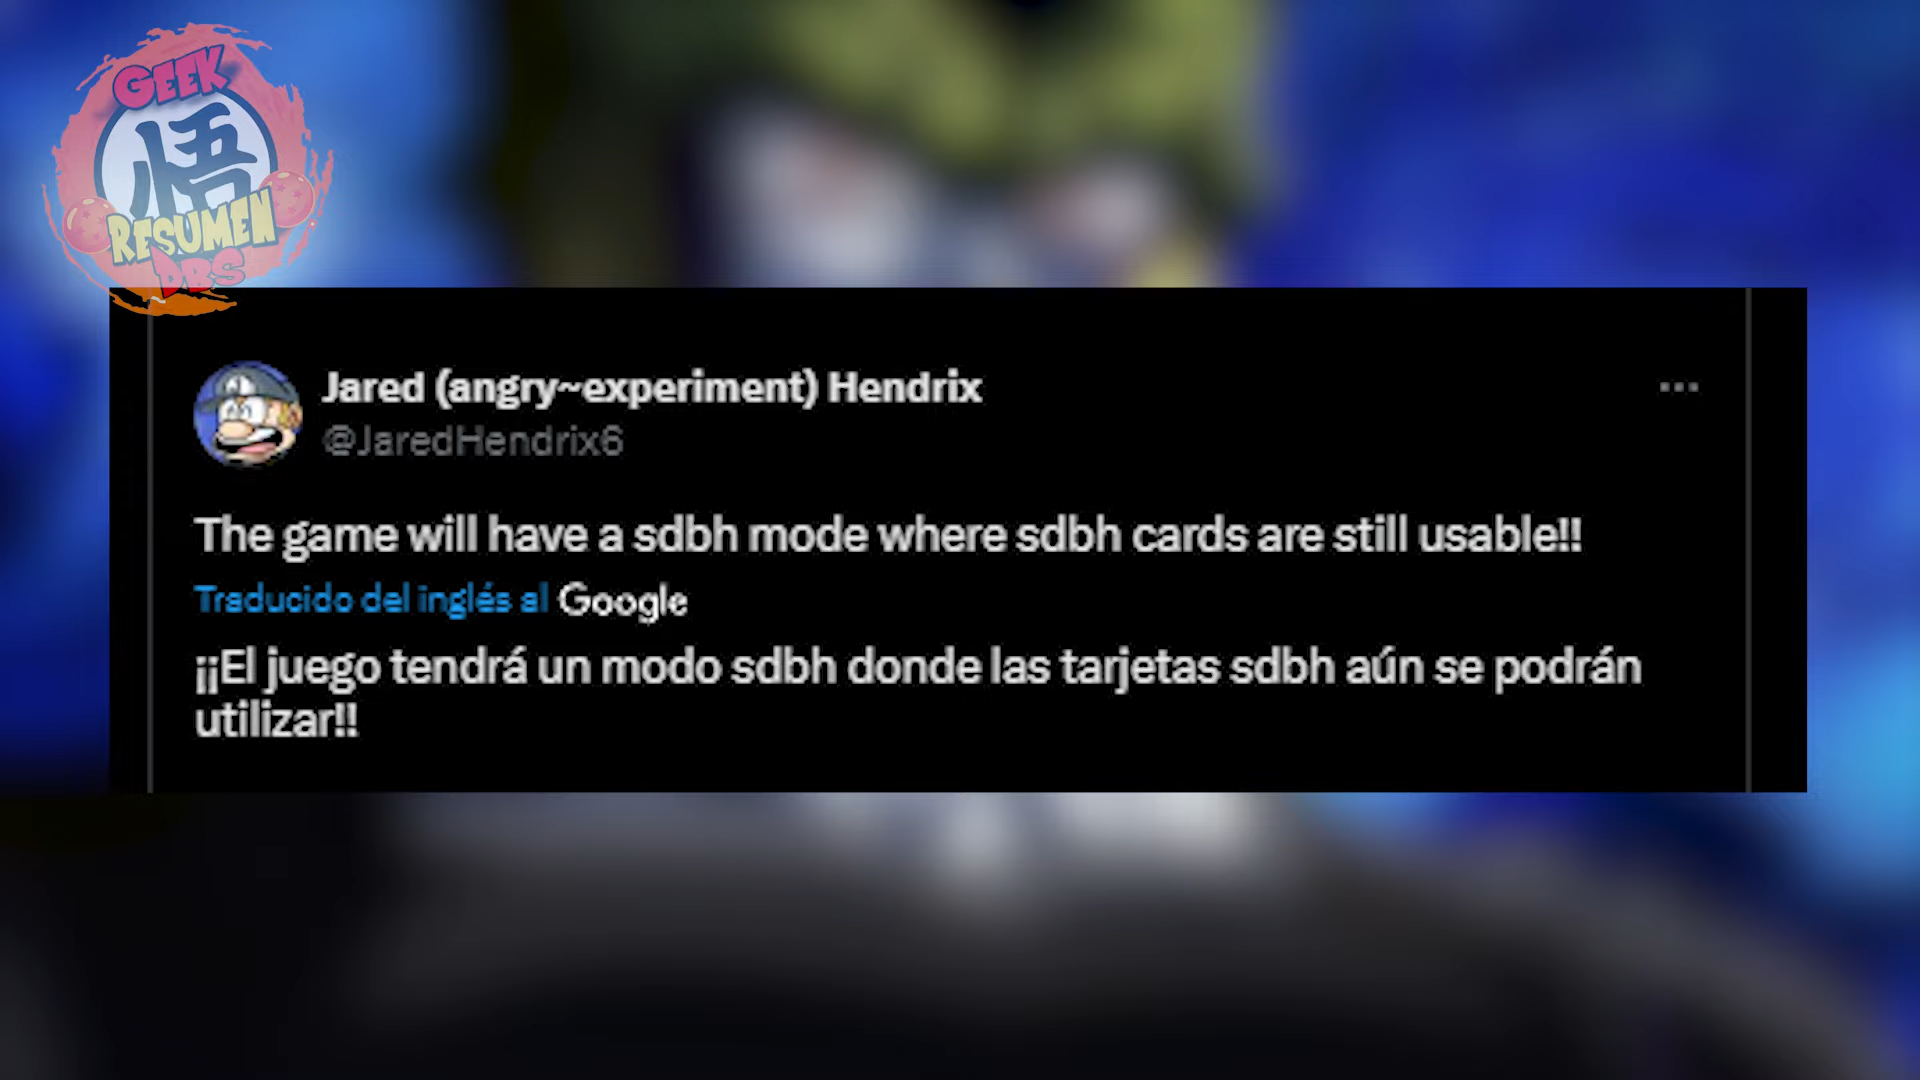 GEEK
悟
RESUMEN
DBS
Jared (angry~experiment) Hendrix
@JaredHendrix6
The game will have a sdbh mode where sdbh cards are still usable!!
Traducido del inglés al Google
¡¡El juego tendrá un modo sdbh donde las tarjetas sdbh aún se podrán
utilizar!!